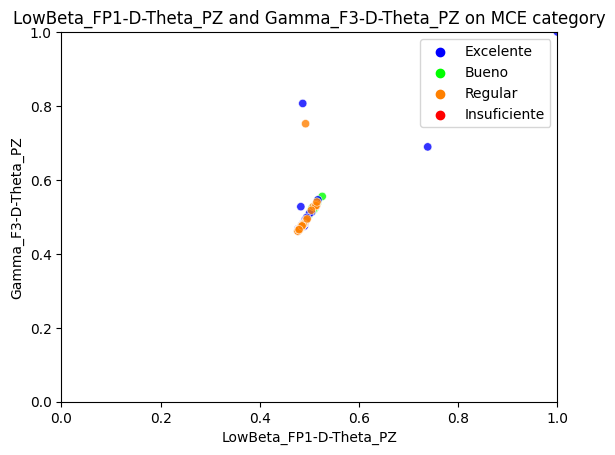 LowBeta_FP1-D-Theta_PZ and Gamma_F3-D-Theta_PZ on MCE category
Excelente
Bueno
Regular
Insuficiente
Gamma_F3-D-Theta_PZ
1.0
0.8
0.6
0.4
0.2
0.0
0.0 0.2 0.4 0.6 0.8 1.0
LowBeta_FP1-D-Theta_PZ